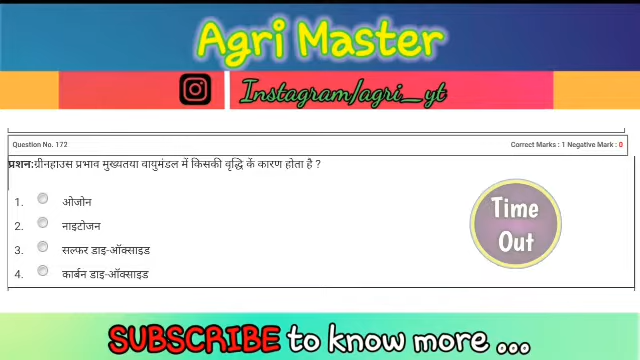 Agri Master
Instagram/agri_yt
Question No. 172 Correct Marks : 1 Negative Mark : 0
प्रशन:ग्रीनहाउस प्रभाव मुख्यतया वायुमंडल में किसकी वृद्धि कें कारण होता है ?
1. ओजोन
2. नाइटोजन
3. सल्फर डाइ-ऑक्साइड
4. कार्बन डाइ-ऑक्साइड
Time
Out
SUBSCRIBE to know more ...